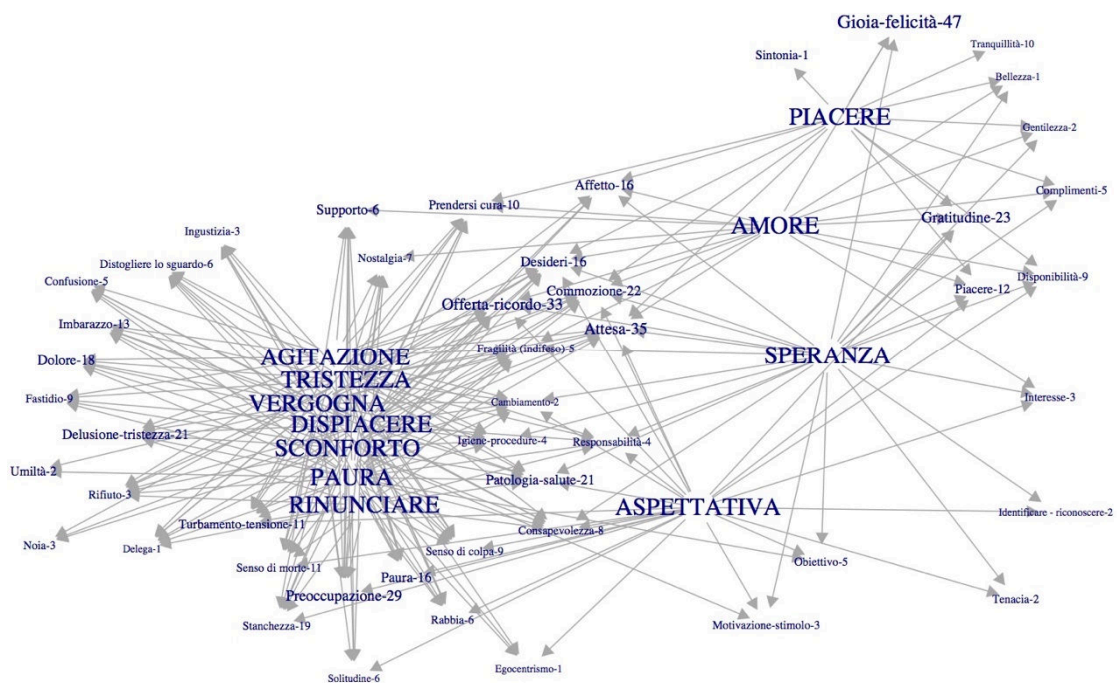 Gioia-felicità-47
Tranquillità-10
Sintonia-1
Bellezza-1
PIACERE
Gentilezza-2
Affetto-16
Complimenti-5
Prendersi cura-10
Supporto-6
Gratitudine-23
AMORE
Ingustizia-3
Nostalgia-7
Desideri-16
Distogliere lo sguardo-6
Disponibilità-9
Confusione-5
Commozione-22
Piacere-12
Offerta-ricordo-33
Imbarazzo-13
Attesa-35
Fragilità (indifeso)-5
AGITAZIONE
SPERANZA
Dolore-18
TRISTEZZA
Fastidio-9
VERGOGNA
Cambiamento-2
Interesse-3
DISPIACERE
Delusione-tristezza-21
Igiene-procedure-4
Responsabilità-4
SCONFORTO
Umiltà-2
PAURA
Patologia-salute-21
Rifiuto-3
RINUNCIARE
ASPETTATIVA
Identificare - riconoscere-2
Turbamento-tensione-11
Consapevolezza-8
Noia-3
Delega-1
Senso di colpa-9
Obiettivo-5
Senso di morte-11
Paura-16
Preoccupazione-29
Tenacia-2
Stanchezza-19
Rabbia-6
Motivazione-stimolo-3
Egocentrismo-1
Solitudine-6